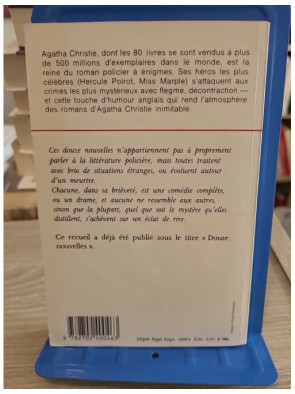 Agatha Christie, dont les 80 livres se sont vendus à plus
de 500 millions d'exemplaires dans le monde, est la
reine du roman policier à énigmes. Ses héros les plus
célèbres (Hercule Poirot, Miss Marple) s'attaquent aux
crimes les plus mystérieux avec flegme, décontraction —
et cette touche d'humour anglais qui rend l'atmosphère
des romans d'Agatha Christie inimitable.
Ces douze nouvelles n'appartiennent pas à proprement
parler à la littérature policière, mais toutes traitent
avec brio de situations étranges, ou évoluent autour
d'un meurtre.
Chacune, dans sa brièveté, est une comédie complète,
ou un drame, et aucune ne ressemble aux autres,
sinon que la plupart, quel que soit le mystère qu'elles
distillent, s'achèvent sur un éclat de rire.
Ce recueil a déjà été publié sous le titre « Douze
nouvelles ».